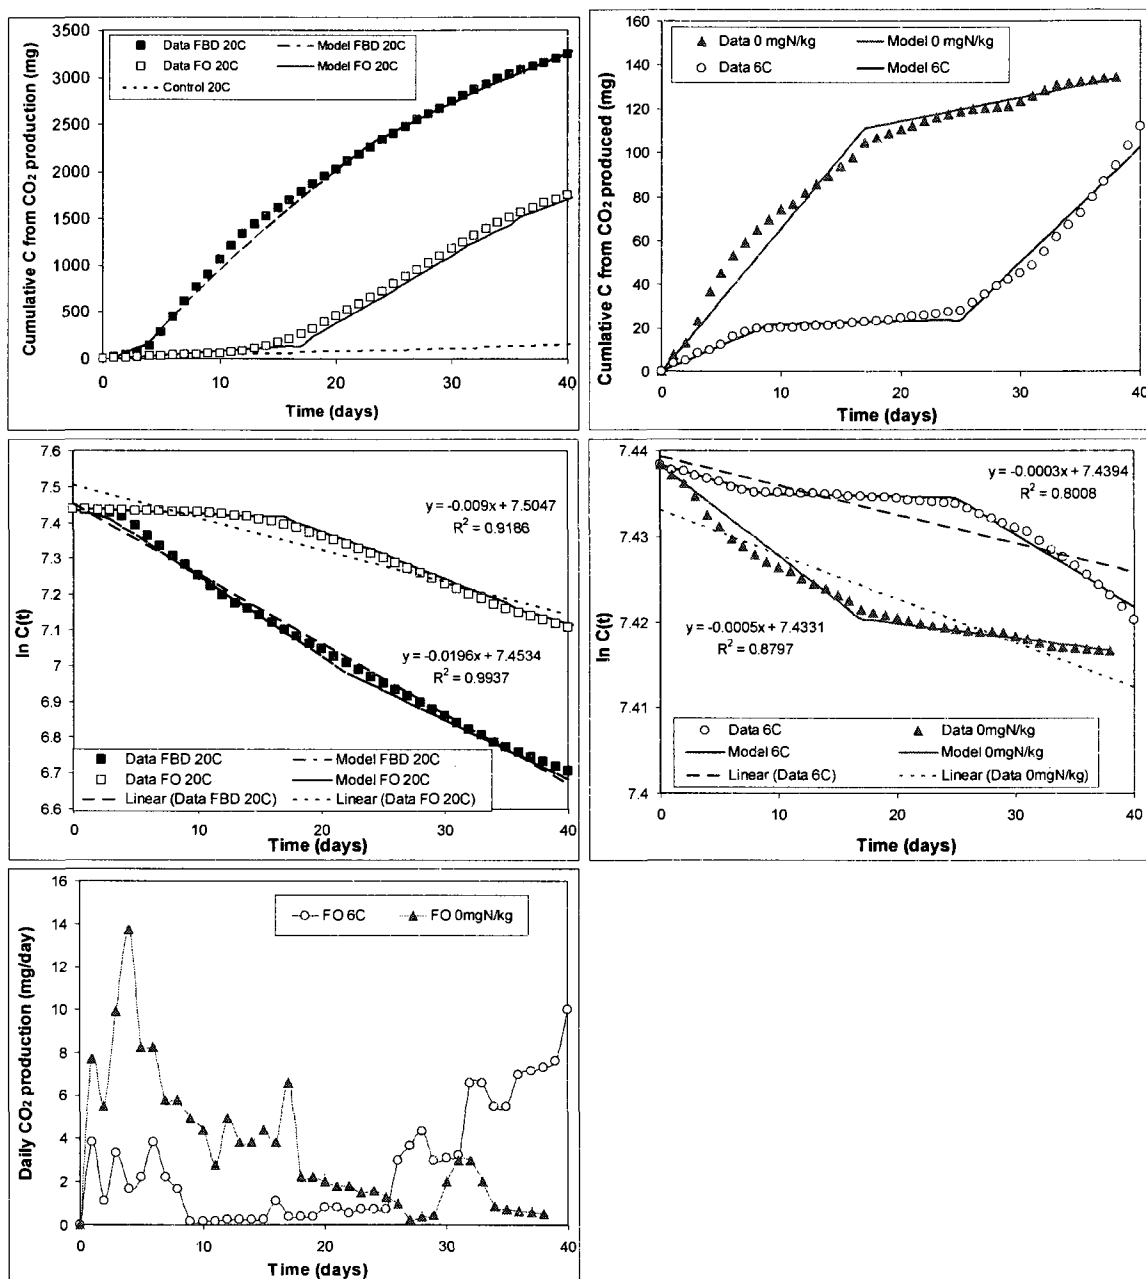 3500
3000
2500
2000
1500
1000
500
0
Data FBD 20C
Model FBD 20C
Data FO 20C
Model FO 20C
Control 20C
0 10 20 30 40
Time (days)
Cumulative C from CO2 production (mg)
160
140
120
100
80
60
40
20
0
Data 0 mgN/kg
Model 0 mgN/kg
Data 6C
Model 6C
0 10 20 30 40
Time (days)
Cumlative C from CO2 produced (mg)
7.6
7.5
7.4
7.3
7.2
7.1
7
6.9
6.8
6.7
6.6
y = -0.009x + 7.5047
R2 = 0.9186
y = -0.0196x + 7.4534
R2 = 0.9937
Data FBD 20C
Model FBD 20C
Data FO 20C
Model FO 20C
Linear (Data FBD 20C)
Linear (Data FO 20C)
0 10 20 30 40
Time (days)
ln C(t)
7.44
7.43
7.42
7.41
7.4
y = -0.0003x + 7.4394
R2 = 0.8008
y = -0.0005x + 7.4331
R2 = 0.8797
Data 6C
Data 0mgN/kg
Model 6C
Model 0mgN/kg
Linear (Data 6C)
Linear (Data 0mgN/kg)
0 10 20 30 40
Time (days)
ln C(t)
16
14
12
10
8
6
4
2
0
FO 6C
FO 0mgN/kg
0 10 20 30 40
Time (days)
Daily CO2 production (mg/day)